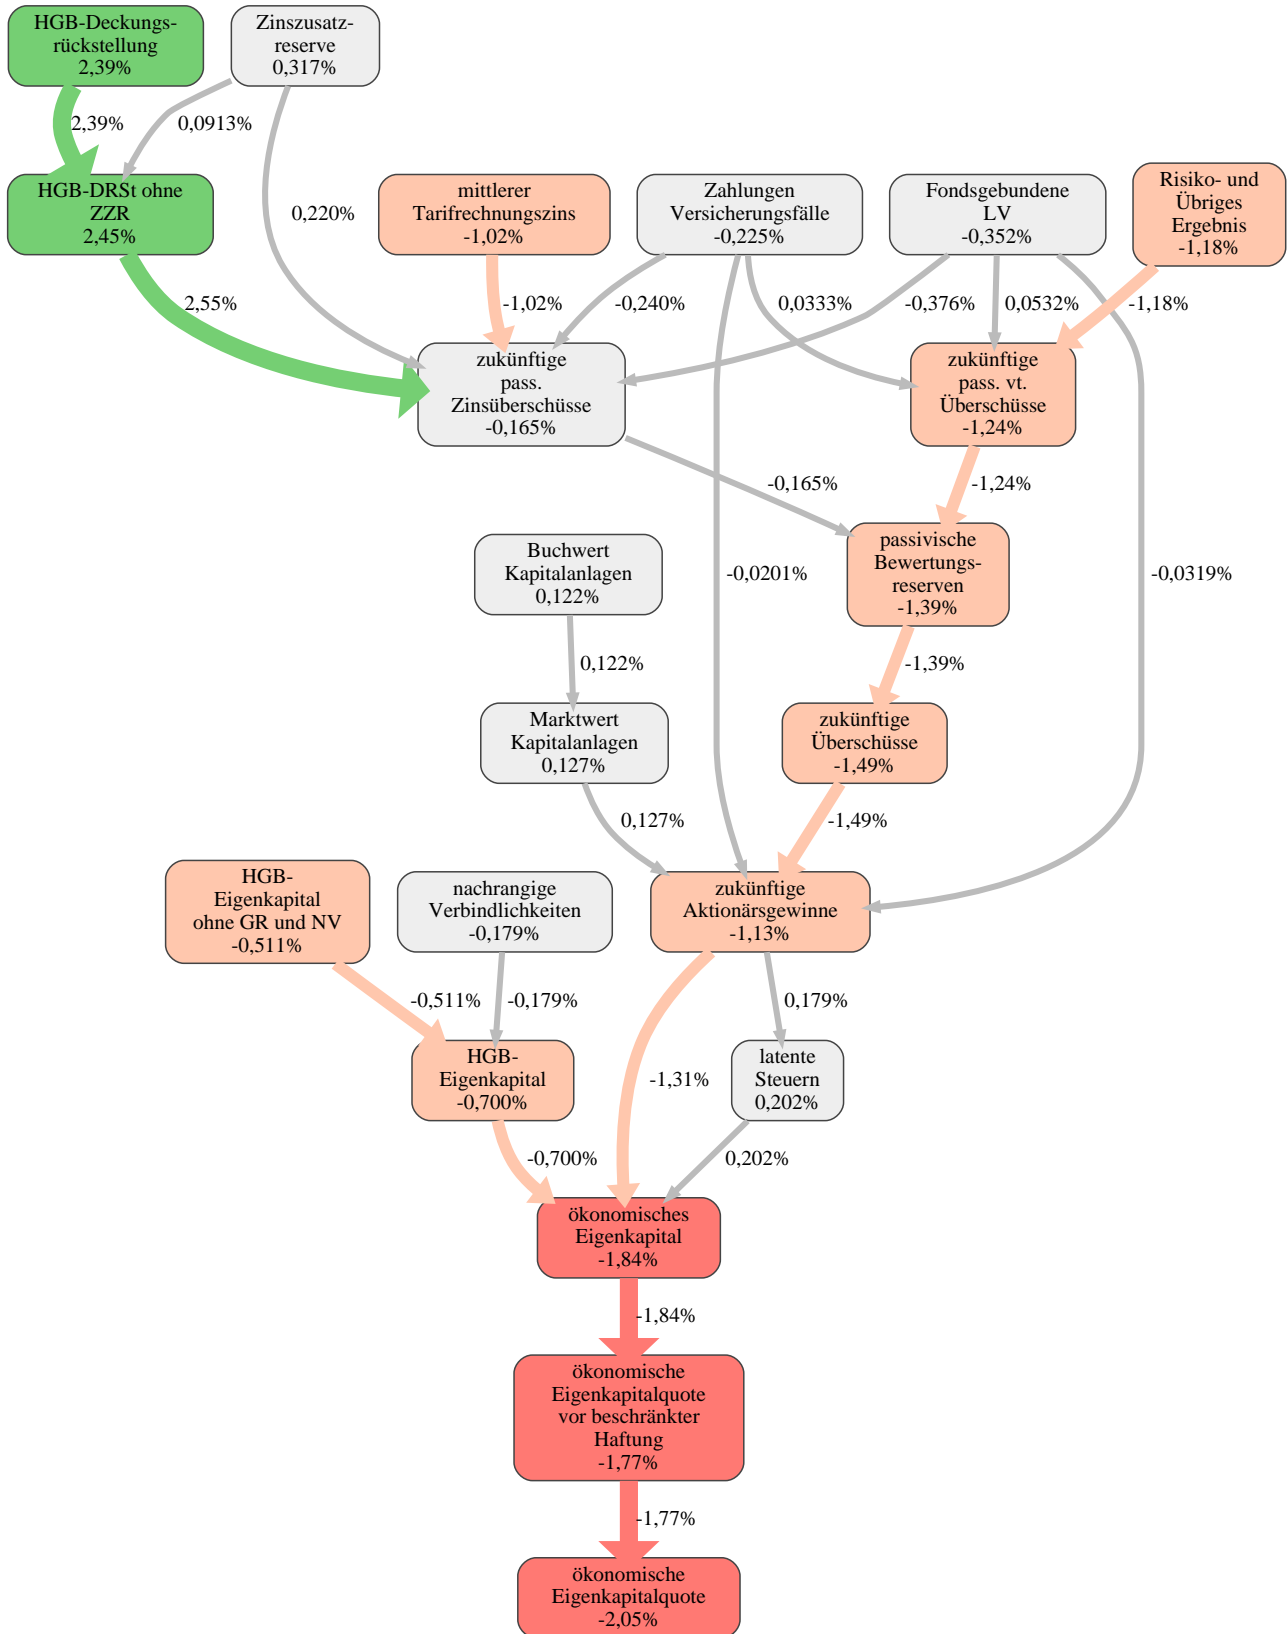 HGB-Deckungs-
rückstellung
2,39%
Zinszusatz-
reserve
0,317%
2,39%
0,0913%
HGB-DRSt ohne
ZZR
2,45%
0,220%
mittlerer
Tarifrechnungszins
-1,02%
Zahlungen
Versicherungsfälle
-0,225%
Fondsgebundene
LV
-0,352%
Risiko- und
Übriges
Ergebnis
-1,18%
2,55%
-1,02%
-0,240%
0,0333%
-0,376%
0,0532%
-1,18%
zukünftige
pass.
Zinsüberschüsse
-0,165%
zukünftige
pass. vt.
Überschüsse
-1,24%
-0,165%
-1,24%
Buchwert
Kapitalanlagen
0,122%
-0,0201%
passivische
Bewertungs-
reserven
-1,39%
-0,0319%
0,122%
-1,39%
Marktwert
Kapitalanlagen
0,127%
zukünftige
Überschüsse
-1,49%
0,127%
-1,49%
HGB-
Eigenkapital
ohne GR und NV
-0,511%
nachrangige
Verbindlichkeiten
-0,179%
zukünftige
Aktionärsgewinne
-1,13%
-0,511%
-0,179%
0,179%
HGB-
Eigenkapital
-0,700%
-1,31%
latente
Steuern
0,202%
-0,700%
0,202%
ökonomisches
Eigenkapital
-1,84%
-1,84%
ökonomische
Eigenkapitalquote
vor beschränkter
Haftung
-1,77%
-1,77%
ökonomische
Eigenkapitalquote
-2,05%